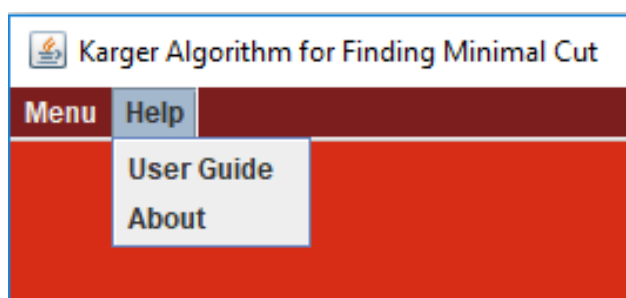 Karger Algorithm for Finding Minimal Cut
Menu Help
User Guide
About